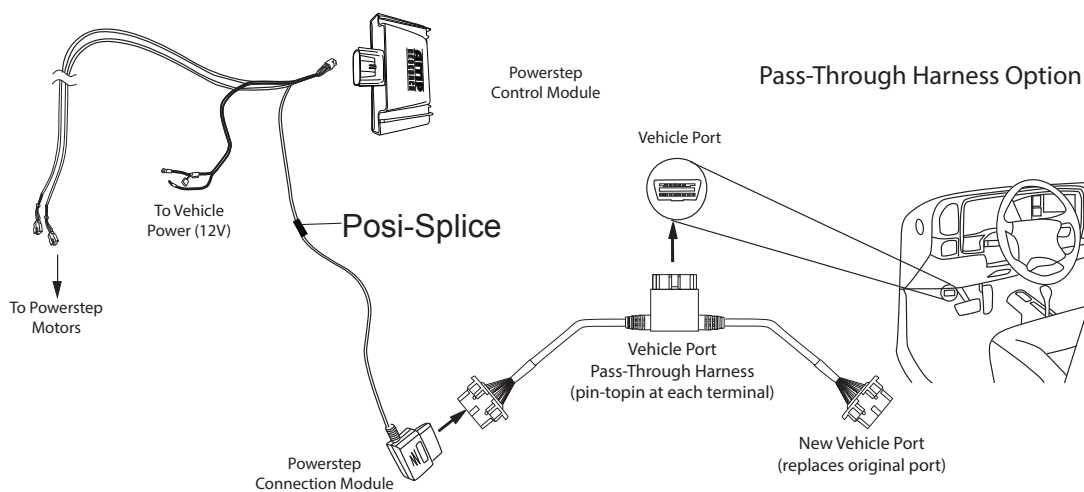 Pass-Through Harness Option
Powerstep
Control Module
Vehicle Port
To Vehicle
Power (12V)
Posi-Splice
To Powerstep
Motors
Vehicle Port
Pass-Through Harness
(pin-topin at each terminal)
New Vehicle Port
(replaces original port)
Powerstep
Connection Module